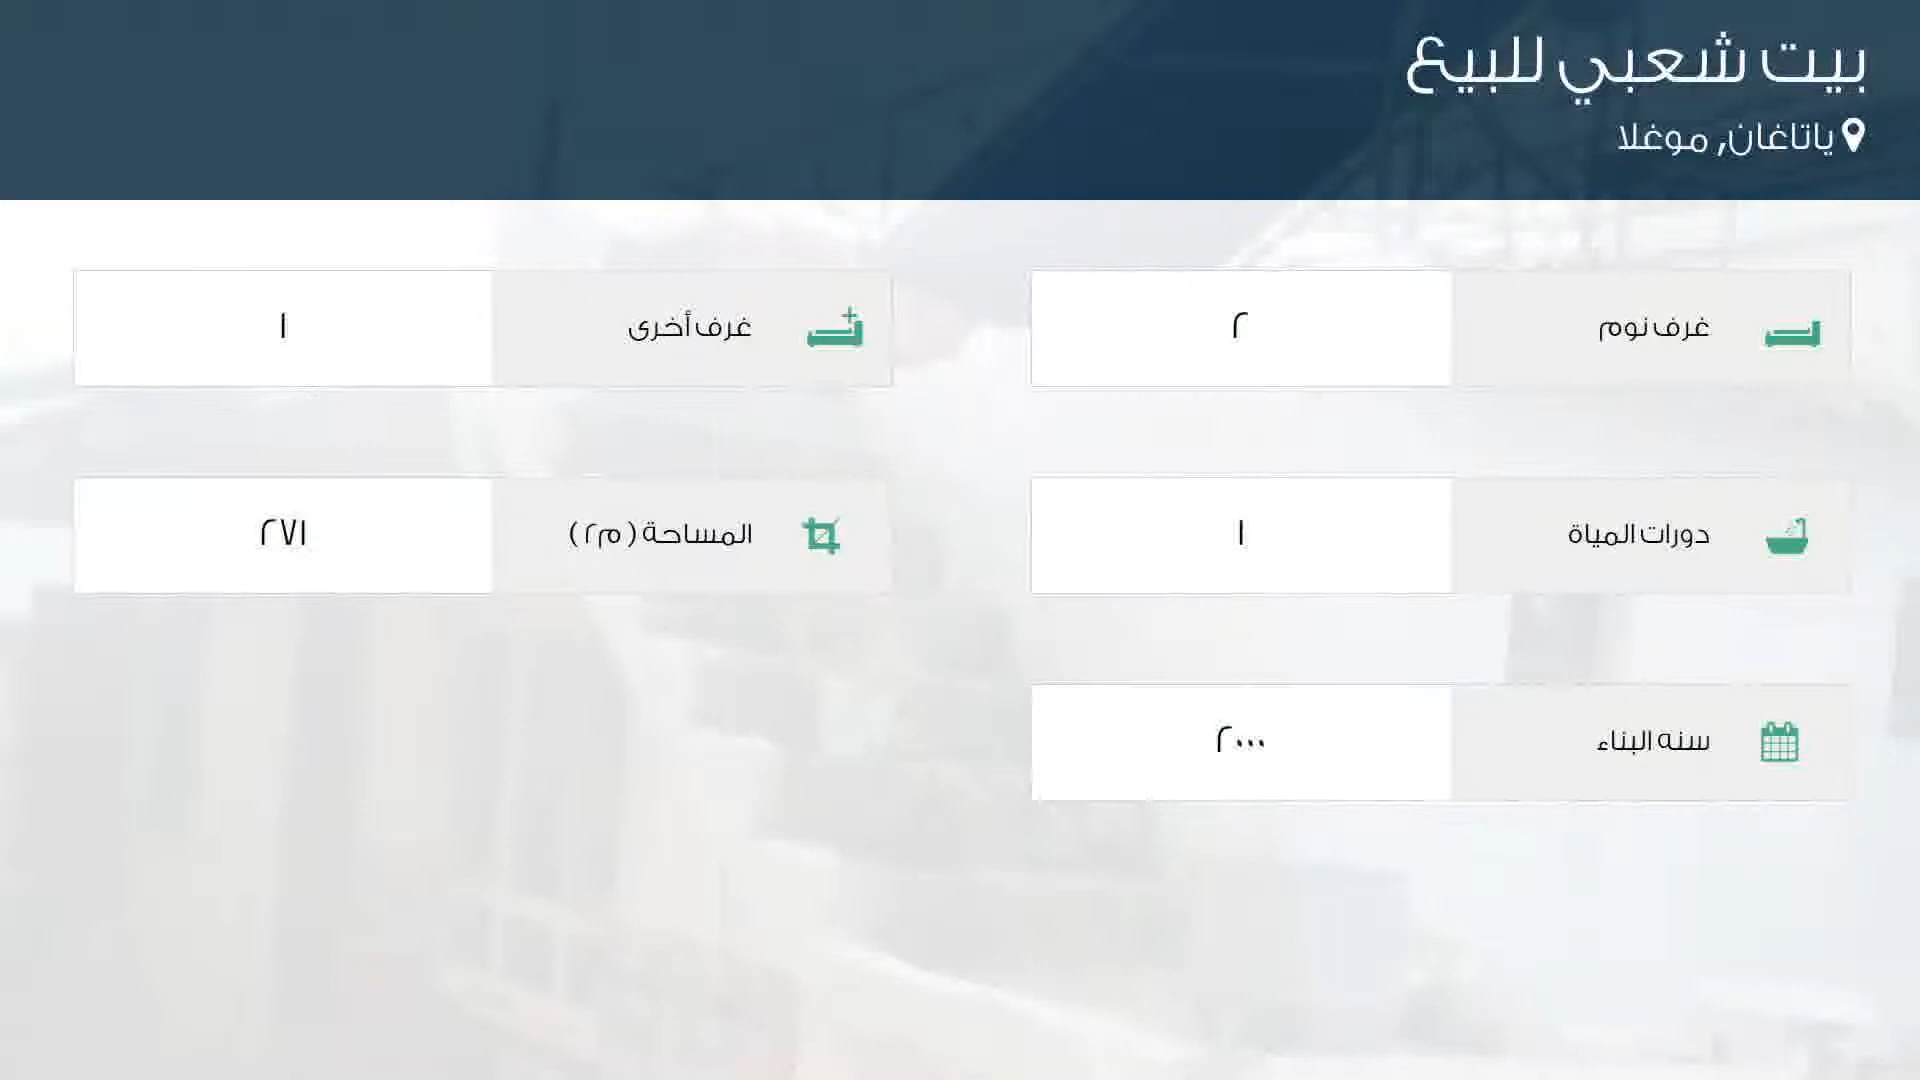 بيت شعبي للبيع
ياتاغان, موغلا
غرف نوم
٢
غرف أخرى
١
دورات المياة
١
المساحة ( م٢ )
٢٧١
سنه البناء
٢٠٠٠